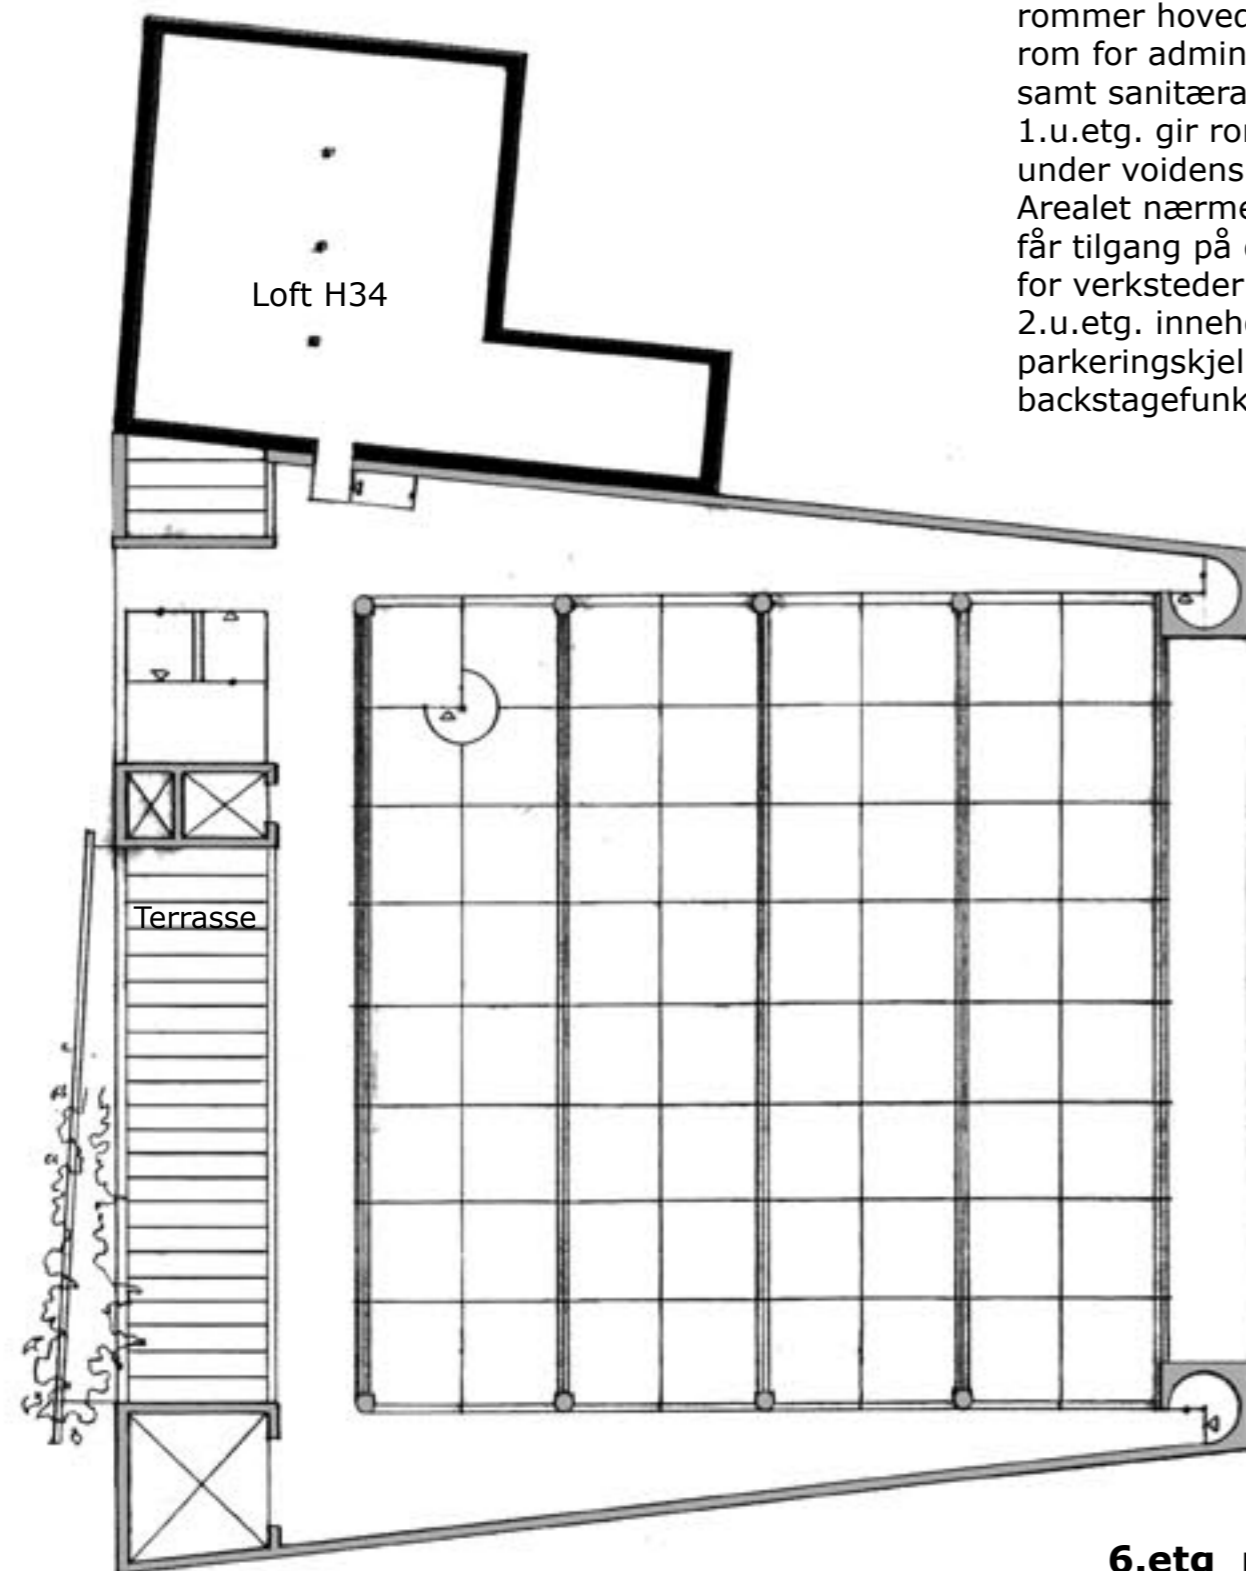 rommer hoved
rom for admin
samt sanitæra
1.u.etg. gir ro
under voidens
Arealet nærme
får tilgang på
for verksteder
2.u.etg. inneh
parkeringskjel
backstagefunk
Loft H34
Terrasse
6.etg